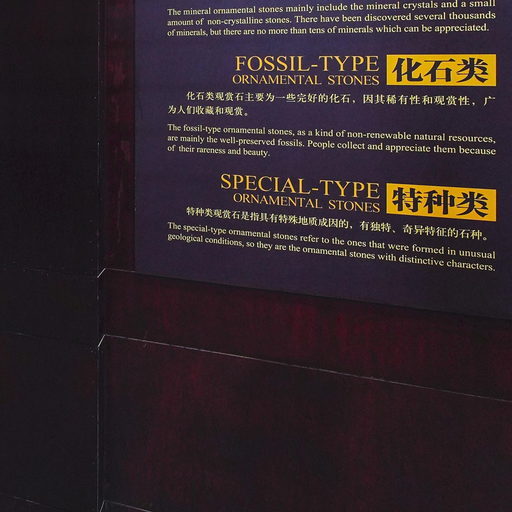 The mineral ornamental stones mainly include the mineral crystals and a small
amount of non-crystalline stones. There have been discovered several thousands
of minerals, but there are no more than tens of minerals which can be appreciated.
FOSSIL-TYPE
ORNAMENTAL STONES
化石类
化石类观赏石主要为一些完好的化石，因其稀有性和观赏性，广
为人们收藏和观赏。
The fossil-type ornamental stones, as a kind of non-renewable natural resources,
are mainly the well-preserved fossils. People collect and appreciate them because
of their rareness and beauty.
SPECIAL-TYPE
ORNAMENTAL STONES
特种类
特种类观赏石是指具有特殊地质成因的，有独特、奇异特征的石种。
The special-type ornamental stones refer to the ones that were formed in unusual
geological conditions, so they are the ornamental stones with distinctive characters.